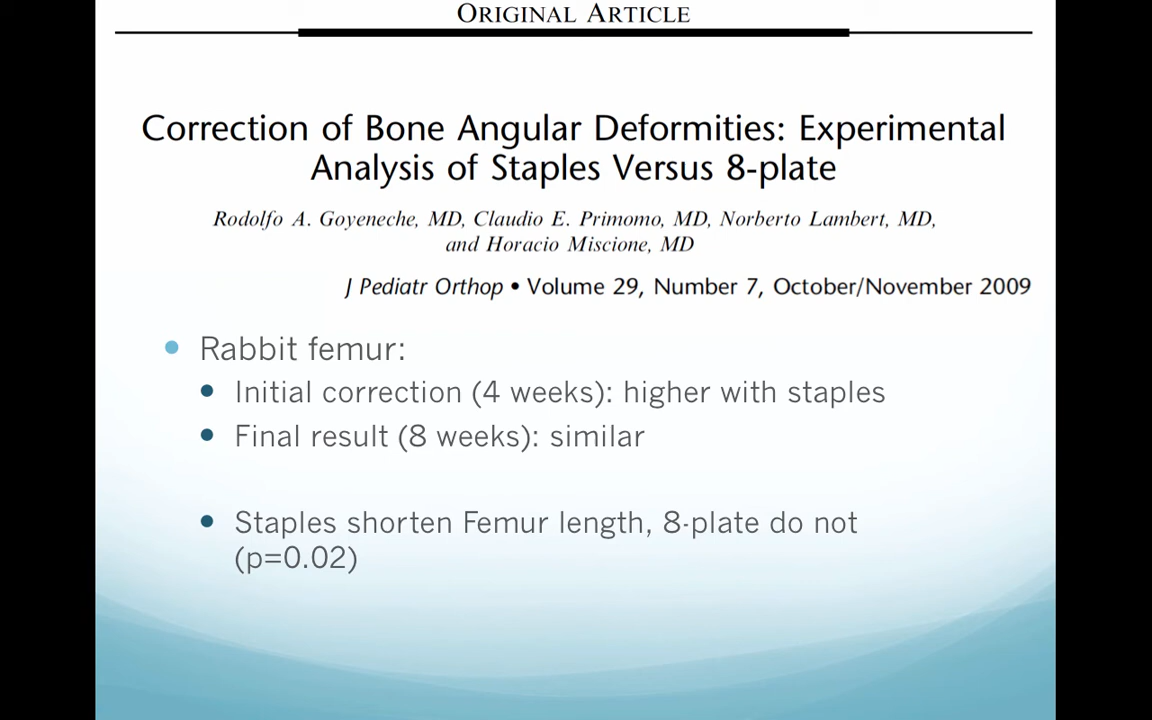 ORIGINAL ARTICLE
Correction of Bone Angular Deformities: Experimental
Analysis of Staples Versus 8-plate
Rodolfo A. Goyeneche, MD, Claudio E. Primomo, MD, Norberto Lambert, MD,
and Horacio Miscione, MD
J Pediatr Orthop • Volume 29, Number 7, October/November 2009
• Rabbit femur:
• Initial correction (4 weeks): higher with staples
• Final result (8 weeks): similar
• Staples shorten Femur length, 8-plate do not
(p=0.02)